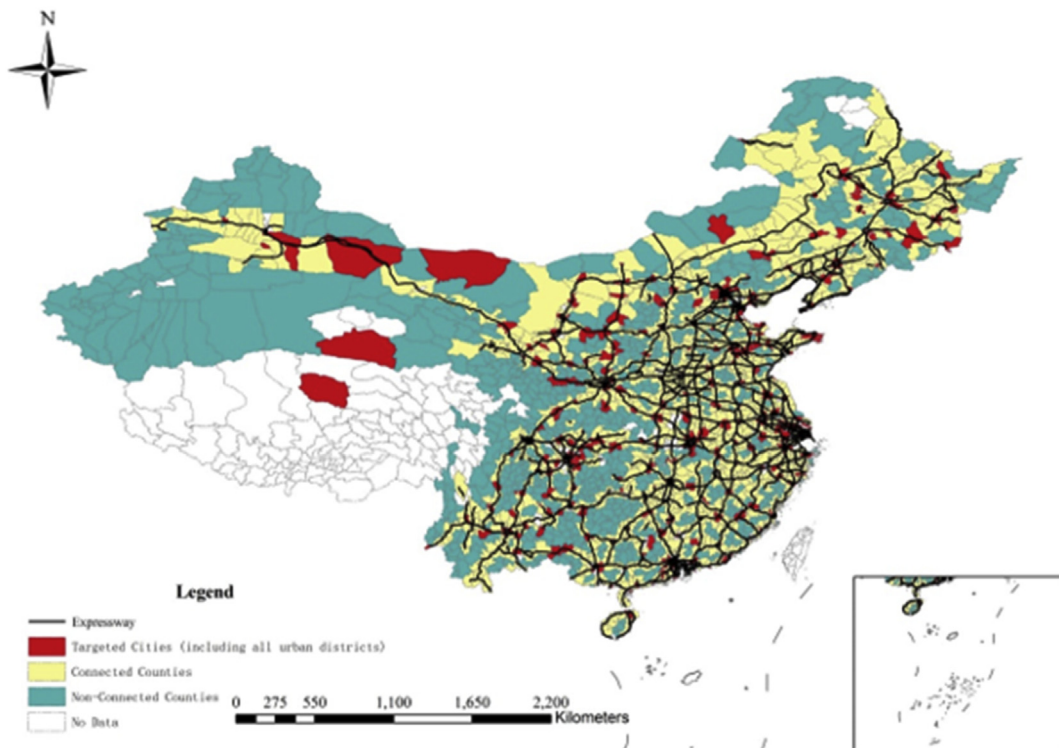 N
Legend
Expressway
Targeted Cities (including all urban districts)
Connected Counties
Non-Connected Counties
No Data
0 275 550 1,100 1,650 2,200
Kilometers